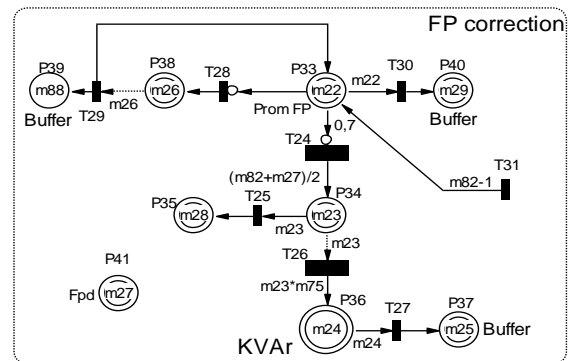 FP correction
P39
P38
T28
P33
m22
T30
P40
m88
m26
m22
m29
Buffer
T29
m26
Prom FP
Buffer
0,7
T24
T31
(m82+m27)/2
m82-1
P35
T25
P34
m28
m23
m23
m23
T26
P41
Fpd
m27
m23*m75
P36
T27
P37
m24
m24
m25
Buffer
KVAr